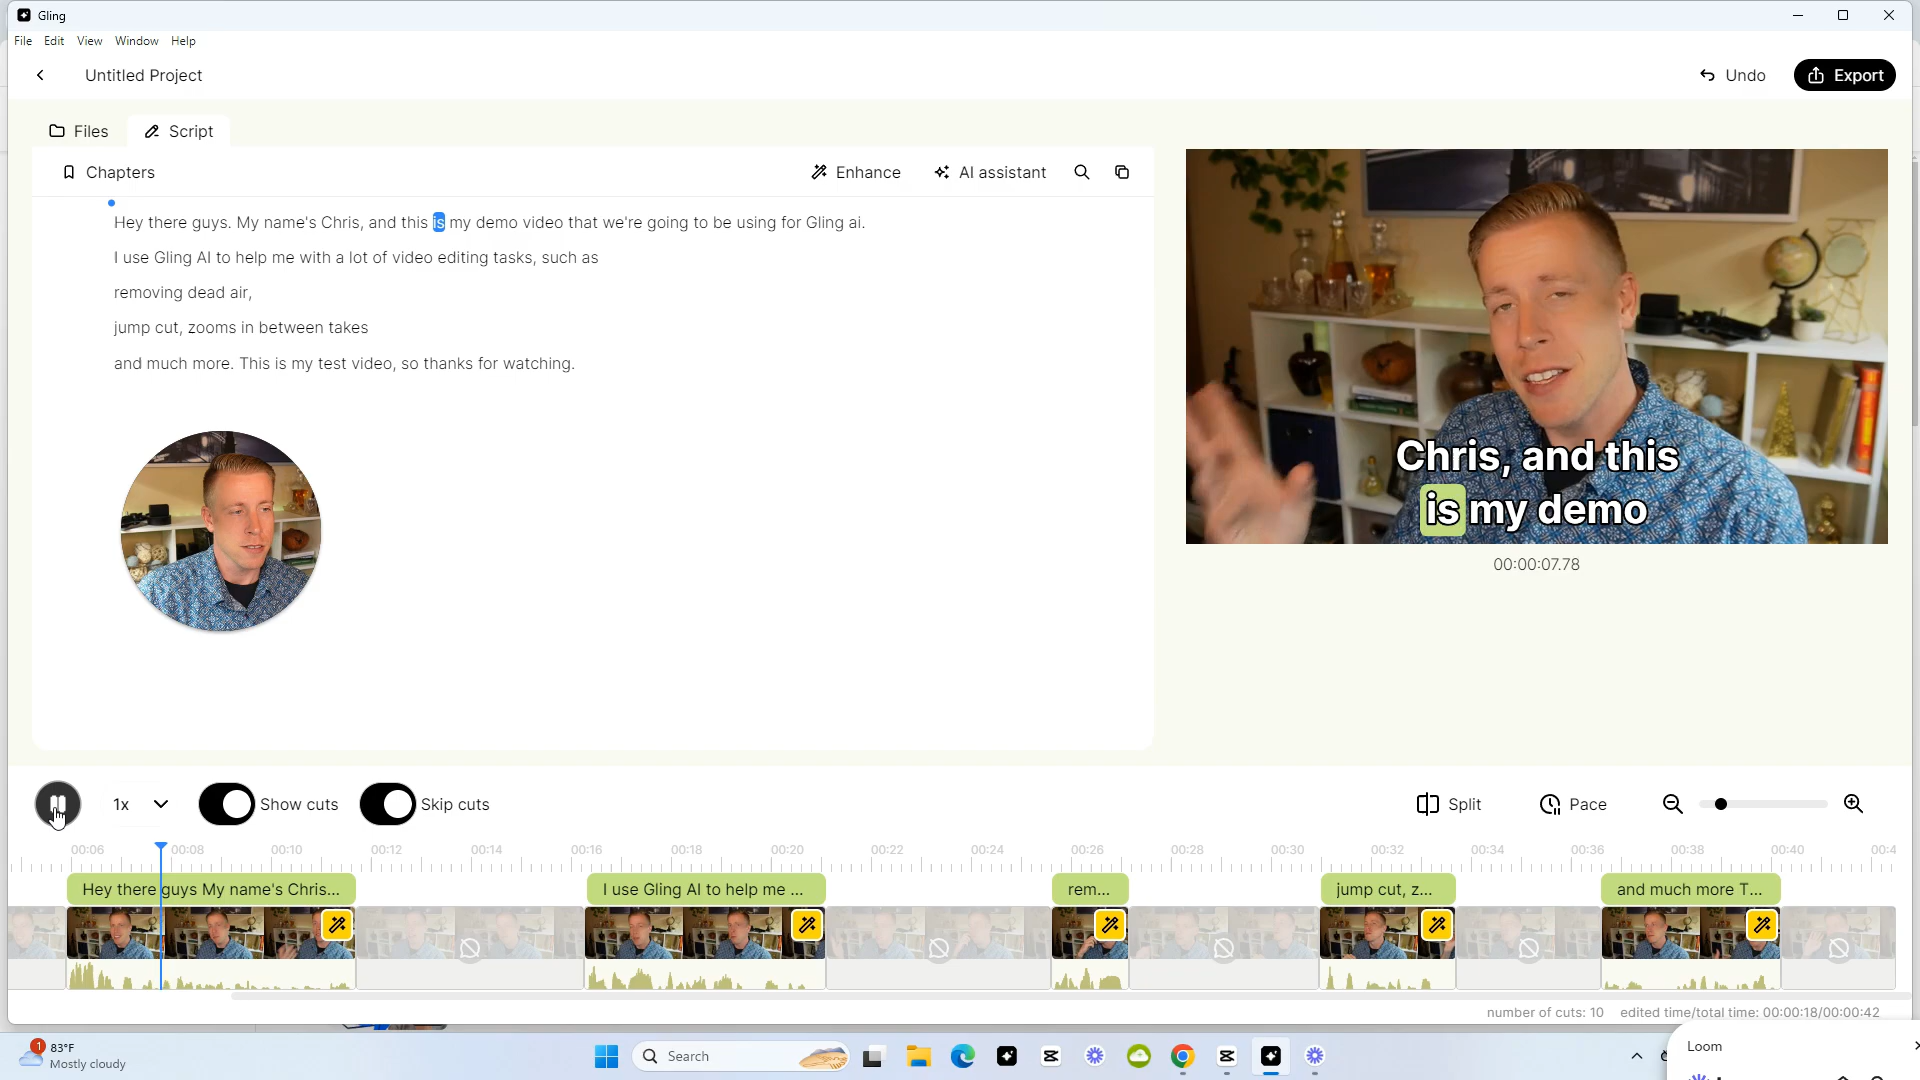 Gling
File Edit View Window Help
Untitled Project
Undo
Export
Files
Script
Chapters
Enhance
AI assistant
Hey there guys. My name's Chris, and this is my demo video that we're going to be using for Gling ai.
I use Gling AI to help me with a lot of video editing tasks, such as
removing dead air,
jump cut, zooms in between takes
and much more. This is my test video, so thanks for watching.
Chris, and this
is my demo
00:00:07.78
1x
Show cuts
Skip cuts
Split
Pace
00:06 00:08 00:10 00:12 00:14 00:16 00:18 00:20 00:22 00:24 00:26 00:28 00:30 00:32 00:34 00:36 00:38 00:40 00:4
Hey there guys My name's Chris...
I use Gling AI to help me ...
rem...
jump cut, z...
and much more T...
number of cuts: 10 edited time/total time: 00:00:18/00:00:42
1
83°F
Mostly cloudy
Search
Loom